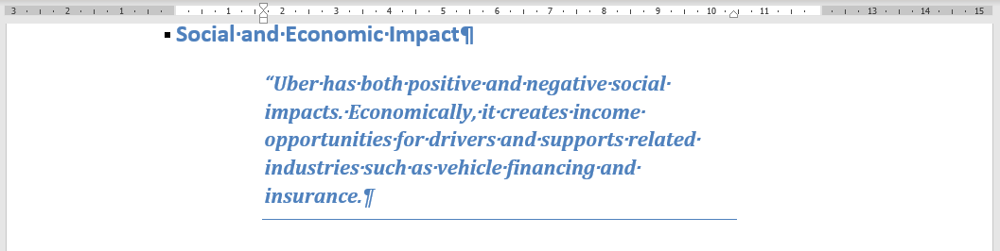 3 2 1 1 2 3 4 5 6 7 8 9 10 11 13 14 15
Social·and·Economic·Impact¶
“Uber·has·both·positive·and·negative·social·
impacts.·Economically,·it·creates·income·
opportunities·for·drivers·and·supports·related·
industries·such·as·vehicle·financing·and·
insurance.¶